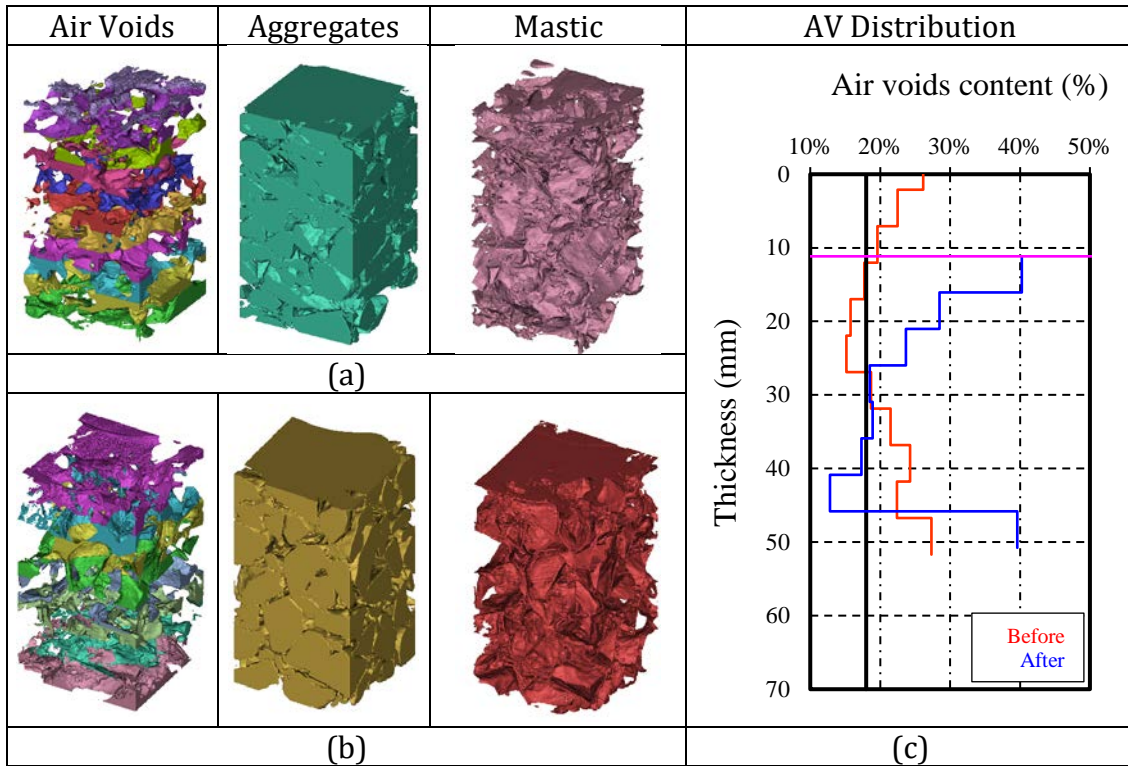 Air Voids
Aggregates
Mastic
AV Distribution
(a)
(b)
Air voids content (%)
10% 20% 30% 40% 50%
0
10
20
30
40
50
60
70
Thickness (mm)
Before
After
(c)